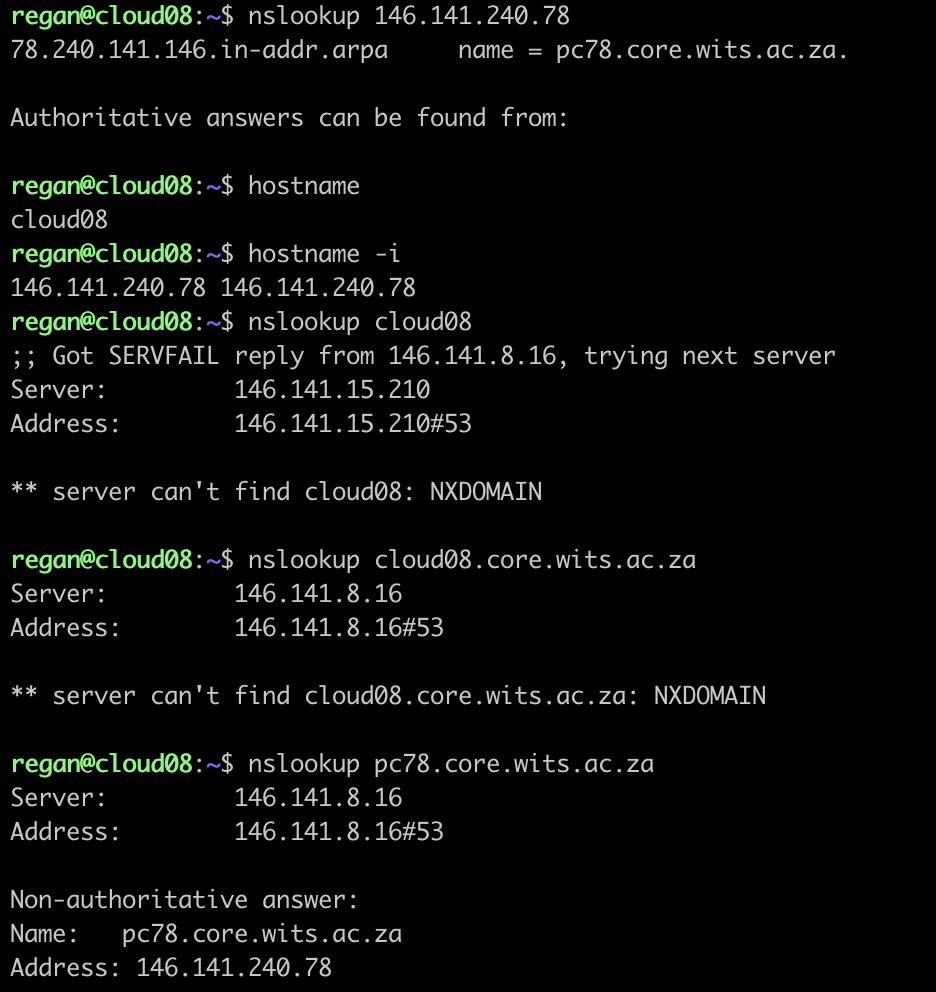 regan@cloud08:~$ nslookup 146.141.240.78
78.240.141.146.in-addr.arpa     name = pc78.core.wits.ac.za.
Authoritative answers can be found from:
regan@cloud08:~$ hostname
cloud08
regan@cloud08:~$ hostname -i
146.141.240.78 146.141.240.78
regan@cloud08:~$ nslookup cloud08
;; Got SERVFAIL reply from 146.141.8.16, trying next server
Server:         146.141.15.210
Address:        146.141.15.210#53
** server can't find cloud08: NXDOMAIN
regan@cloud08:~$ nslookup cloud08.core.wits.ac.za
Server:         146.141.8.16
Address:        146.141.8.16#53
** server can't find cloud08.core.wits.ac.za: NXDOMAIN
regan@cloud08:~$ nslookup pc78.core.wits.ac.za
Server:         146.141.8.16
Address:        146.141.8.16#53
Non-authoritative answer:
Name:   pc78.core.wits.ac.za
Address: 146.141.240.78